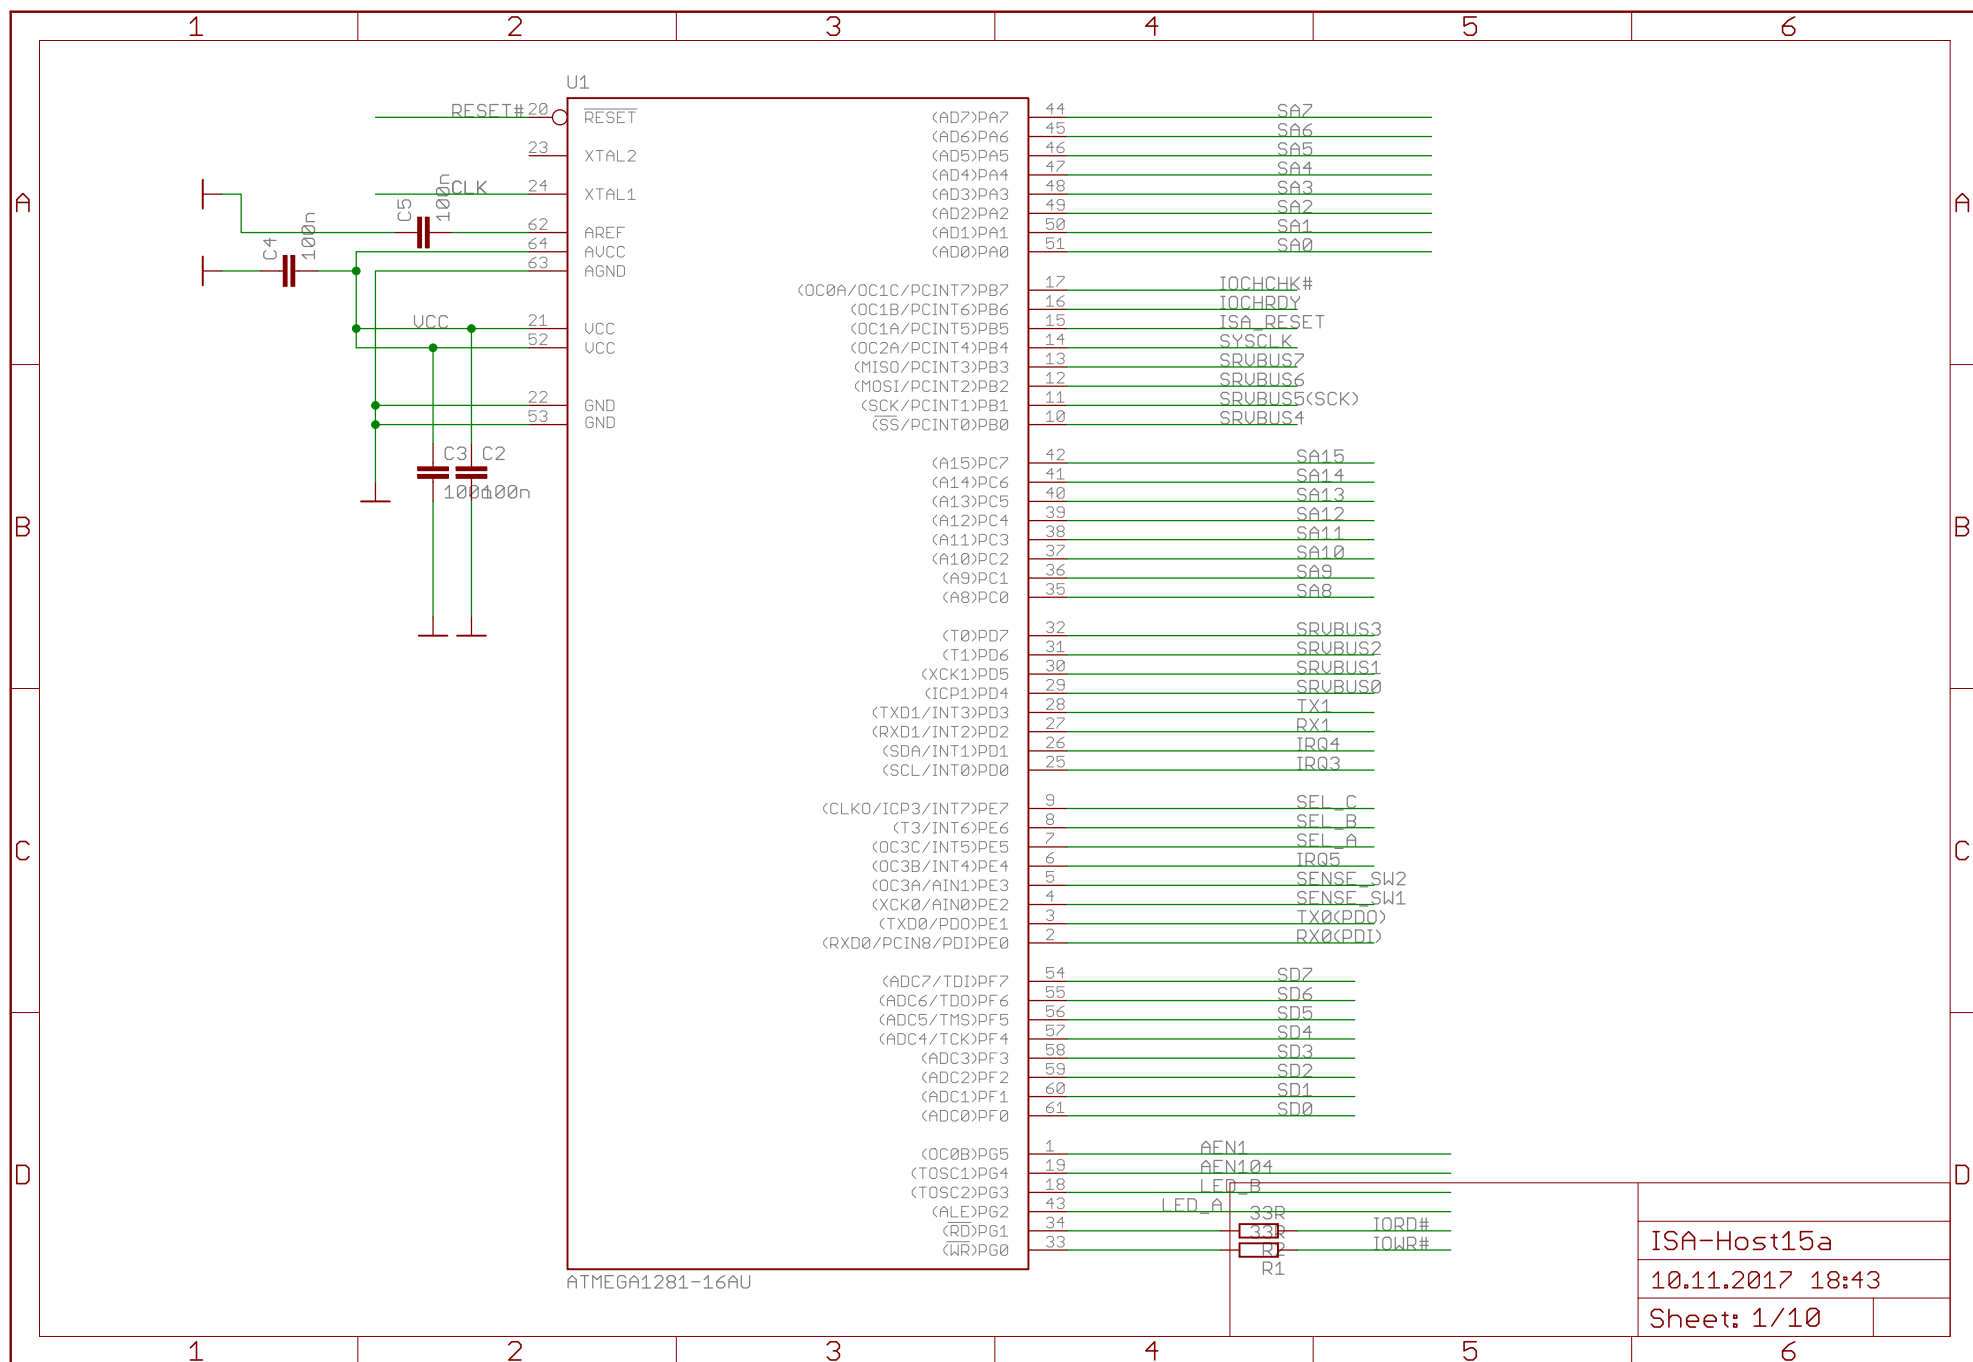 1 2 3 4 5 6
U1
RESET# 20 RESET (AD7)PA7 44 SA7
(AD6)PA6 45 SA6
23 XTAL2 (AD5)PA5 46 SA5
(AD4)PA4 47 SA4
CLK 24 XTAL1 (AD3)PA3 48 SA3
A A
C5 100n (AD2)PA2 49 SA2
62 AREF (AD1)PA1 50 SA1
C4 100n 64 AVCC (AD0)PA0 51 SA0
63 AGND
(OC0A/OC1C/PCINT7)PB7 17 IOCHCHK#
(OC1B/PCINT6)PB6 16 IOCHRDY
VCC 21 VCC (OC1A/PCINT5)PB5 15 ISA_RESET
52 VCC (OC2A/PCINT4)PB4 14 SYSCLK
(MISO/PCINT3)PB3 13 SRVBUS7
(MOSI/PCINT2)PB2 12 SRVBUS6
22 GND (SCK/PCINT1)PB1 11 SRVBUS5(SCK)
53 GND (SS/PCINT0)PB0 10 SRVBUS4
C3 C2
(A15)PC7 42 SA15
(A14)PC6 41 SA14
100n 100n
(A13)PC5 40 SA13
(A12)PC4 39 SA12
B B
(A11)PC3 38 SA11
(A10)PC2 37 SA10
(A9)PC1 36 SA9
(A8)PC0 35 SA8
(T0)PD7 32 SRVBUS3
(T1)PD6 31 SRVBUS2
(XCK1)PD5 30 SRVBUS1
(ICP1)PD4 29 SRVBUS0
(TXD1/INT3)PD3 28 TX1
(RXD1/INT2)PD2 27 RX1
(SDA/INT1)PD1 26 IRQ4
(SCL/INT0)PD0 25 IRQ3
(CLKO/ICP3/INT7)PE7 9 SEL_C
(T3/INT6)PE6 8 SEL_B
(OC3C/INT5)PE5 7 SEL_A
C C
(OC3B/INT4)PE4 6 IRQ5
(OC3A/AIN1)PE3 5 SENSE_SW2
(XCK0/AIN0)PE2 4 SENSE_SW1
(TXD0/PDO)PE1 3 TX0(PDO)
(RXD0/PCIN8/PDI)PE0 2 RX0(PDI)
(ADC7/TDI)PF7 54 SD7
(ADC6/TDO)PF6 55 SD6
(ADC5/TMS)PF5 56 SD5
(ADC4/TCK)PF4 57 SD4
(ADC3)PF3 58 SD3
(ADC2)PF2 59 SD2
(ADC1)PF1 60 SD1
(ADC0)PF0 61 SD0
(OC0B)PG5 1 AEN1
(TOSC1)PG4 19 AEN104
D D
(TOSC2)PG3 18 LED_B
(ALE)PG2 43 LED_A
33R
(RD)PG1 34 33R IORD#
(WR)PG0 33 R2 IOWR#
R1
ATMEGA1281-16AU
ISA-Host15a
10.11.2017 18:43
Sheet: 1/10
1 2 3 4 5 6